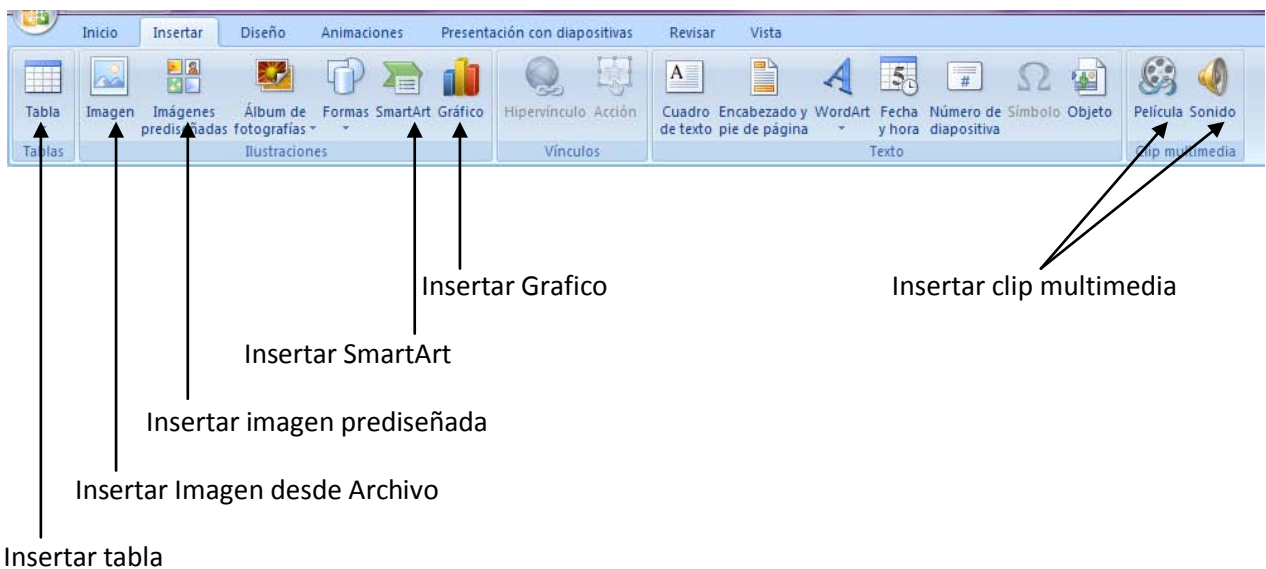 Inicio Insertar Diseño Animaciones Presentación con diapositivas Revisar Vista
Tabla Imagen Imágenes Álbum de Formas SmartArt Gráfico Hipervínculo Acción Cuadro Encabezado y WordArt Fecha Número de Símbolo Objeto Película Sonido
prediseñadas fotografías de texto pie de página y hora diapositiva
Tablas Ilustraciones Vínculos Texto Clip multimedia
Insertar Grafico Insertar clip multimedia
Insertar SmartArt
Insertar imagen prediseñada
Insertar Imagen desde Archivo
Insertar tabla